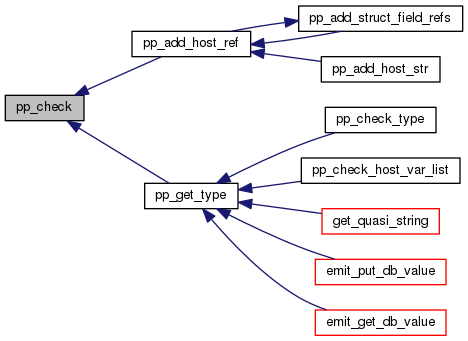 pp_add_struct_field_refs
pp_add_host_ref
pp_add_host_str
pp_check
pp_check_type
pp_check_host_var_list
pp_get_type
get_quasi_string
emit_put_db_value
emit_get_db_value